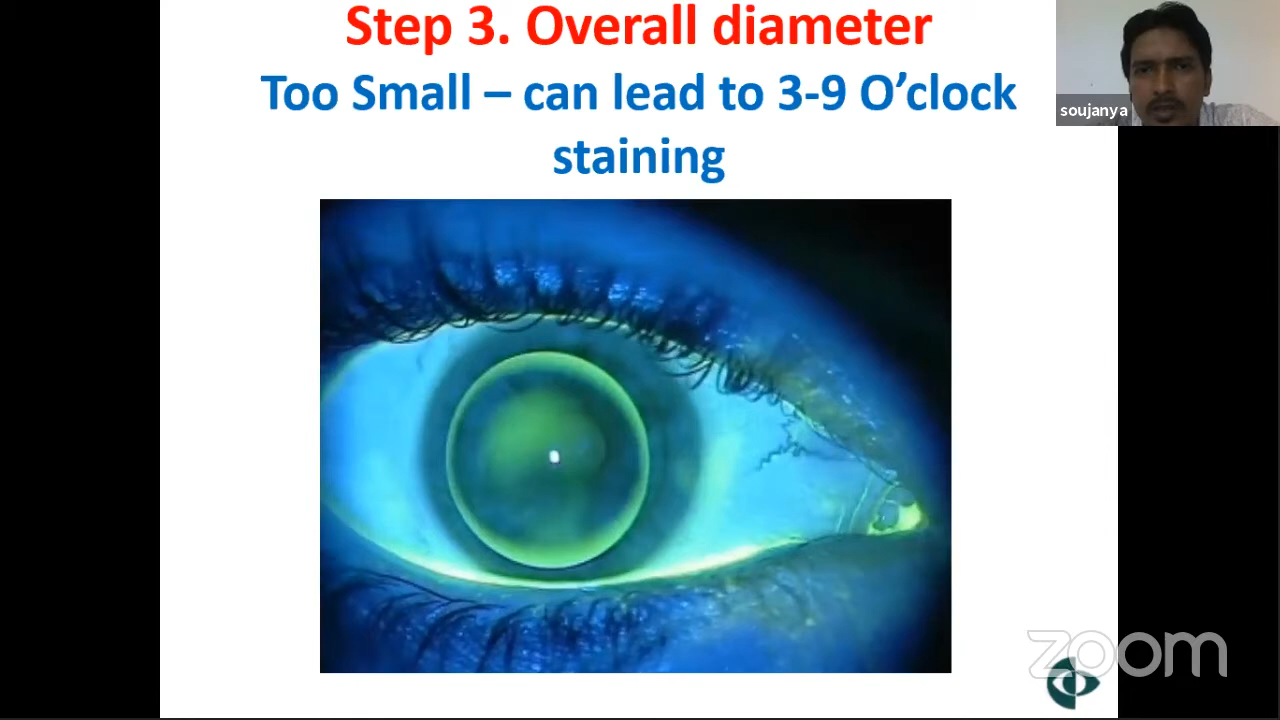 Step 3. Overall diameter
Too Small – can lead to 3-9 O’clock
staining
soujanya
zoom